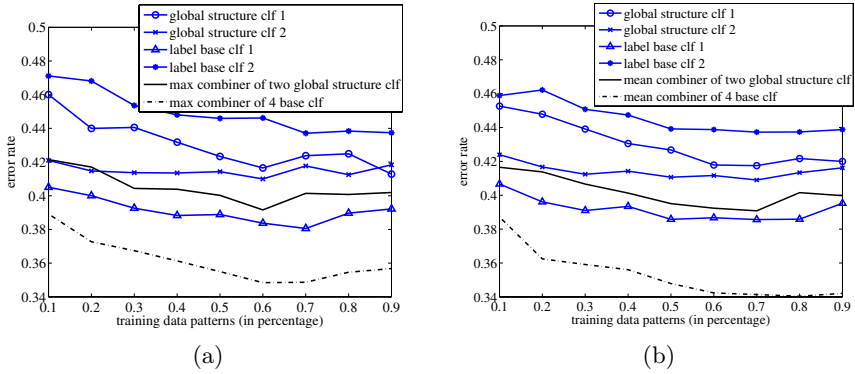 0.5
0.48
0.46
0.44
0.42
0.4
0.38
0.36
0.34
error rate
global structure clf 1
global structure clf 2
label base clf 1
label base clf 2
max combiner of two global structure clf
max combiner of 4 base clf
0.1 0.2 0.3 0.4 0.5 0.6 0.7 0.8 0.9
training data patterns (in percentage)
(a)
0.5
0.48
0.46
0.44
0.42
0.4
0.38
0.36
0.34
error rate
global structure clf 1
global structure clf 2
label base clf 1
label base clf 2
mean combiner of two global structure clf
mean combiner of 4 base clf
0.1 0.2 0.3 0.4 0.5 0.6 0.7 0.8 0.9
training data patterns (in percentage)
(b)